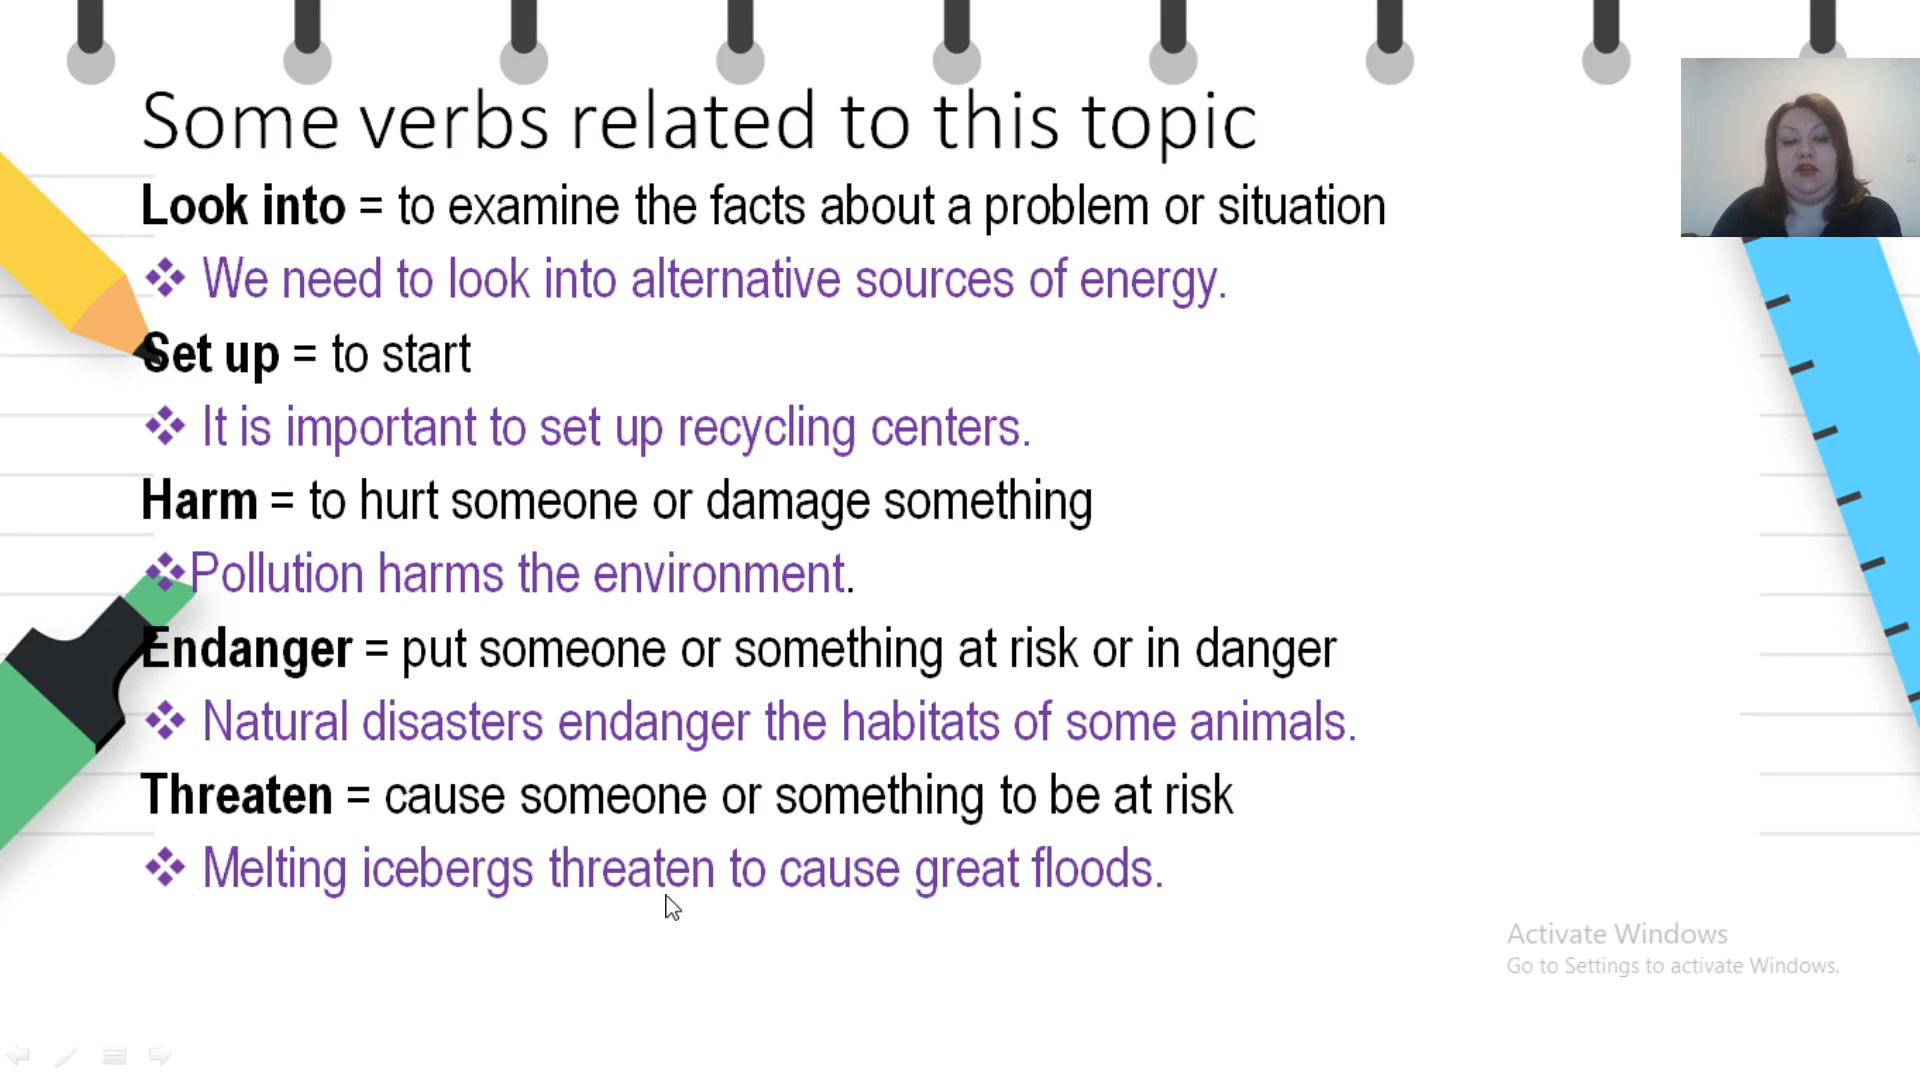 Some verbs related to this topic
Look into = to examine the facts about a problem or situation
❖ We need to look into alternative sources of energy.
Set up = to start
❖ It is important to set up recycling centers.
Harm = to hurt someone or damage something
❖Pollution harms the environment.
Endanger = put someone or something at risk or in danger
❖ Natural disasters endanger the habitats of some animals.
Threaten = cause someone or something to be at risk
❖ Melting icebergs threaten to cause great floods.
Activate Windows
Go to Settings to activate Windows.